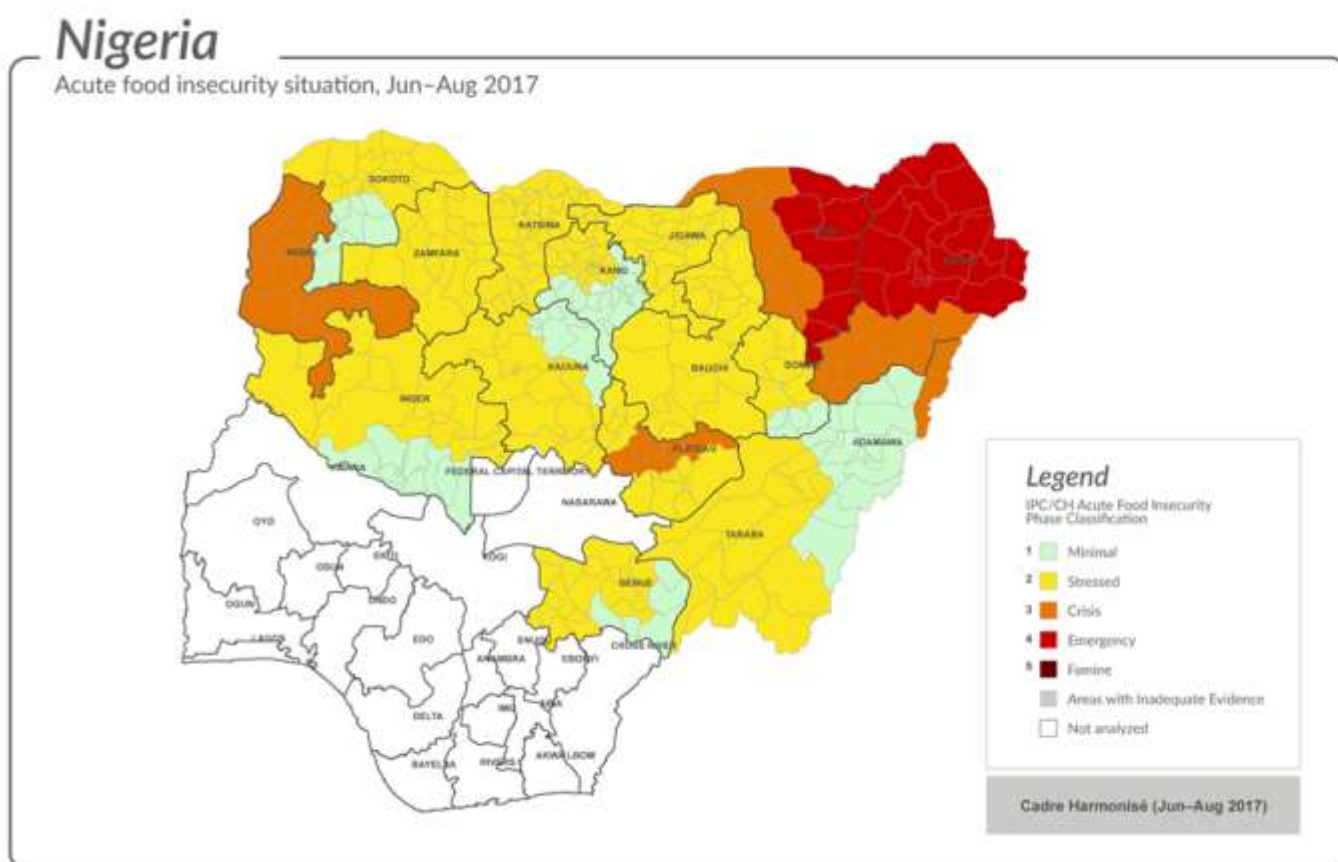 Nigeria
Acute food insecurity situation, Jun–Aug 2017
SOKOTO
KATSINA
JIGAWA
ZAMFARA
KANO
KADUNA
BAUCHI
NIGER
PLATEAU
ADAMAWA
FEDERAL CAPITAL TERRITORY
NASARAWA
TARABA
OYO
KOGI
EKITI
OSUN
BENUE
OGUN
ONDO
LAGOS
EDO
ENUGU
CROSS RIVER
ANAMBRA
EBONYI
IMO
ABIA
DELTA
BAYELSA
RIVERS
AKWA IBOM
Legend
IPC/CH Acute Food Insecurity
Phase Classification
1 Minimal
2 Stressed
3 Crisis
4 Emergency
5 Famine
Areas with Inadequate Evidence
Not analyzed
Cadre Harmonisé (Jun–Aug 2017)